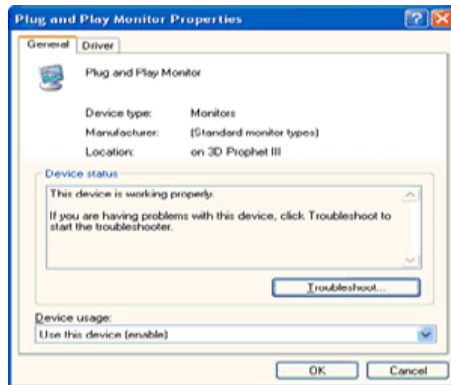 Plug and Play Monitor Properties
General Driver
Plug and Play Monitor
Device type: Monitors
Manufacturer: (Standard monitor types)
Location: on 3D Prophet III
Device status
This device is working properly.
If you are having problems with this device, click Troubleshoot to
start the troubleshooter.
Troubleshoot...
Device usage:
Use this device (enable)
OK Cancel